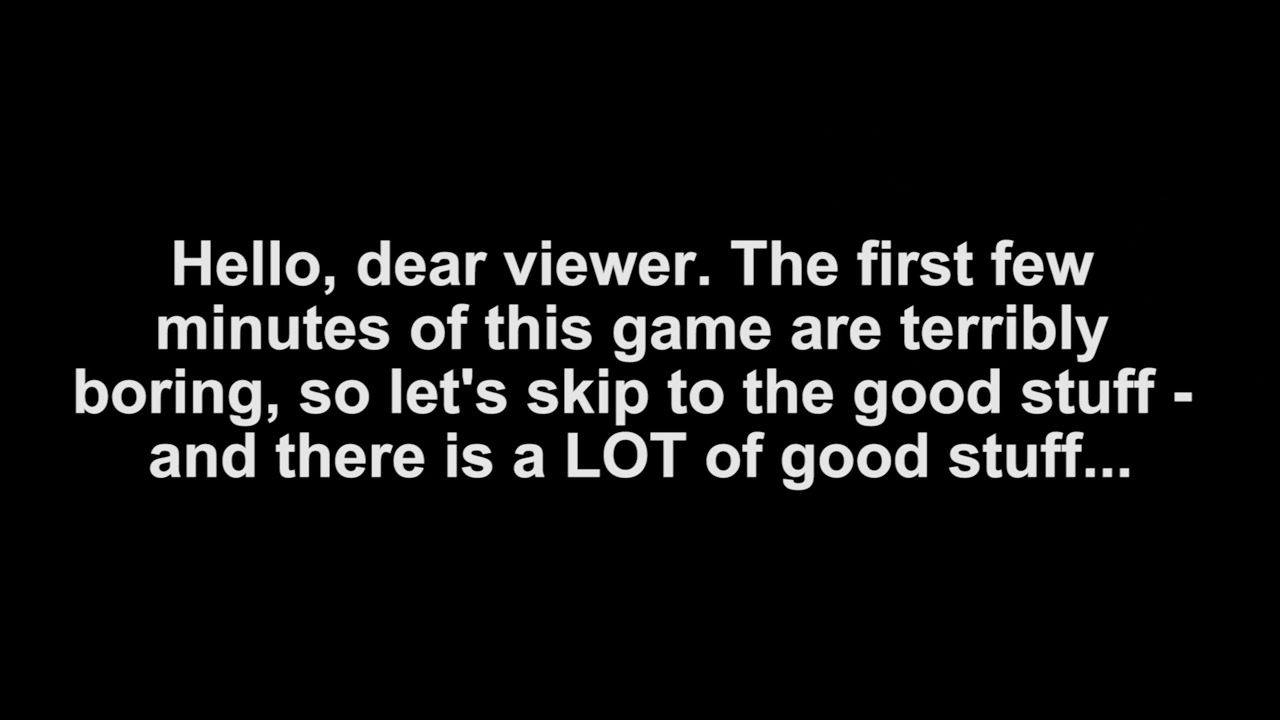 Hello, dear viewer. The first few
minutes of this game are terribly
boring, so let's skip to the good stuff -
and there is a LOT of good stuff...